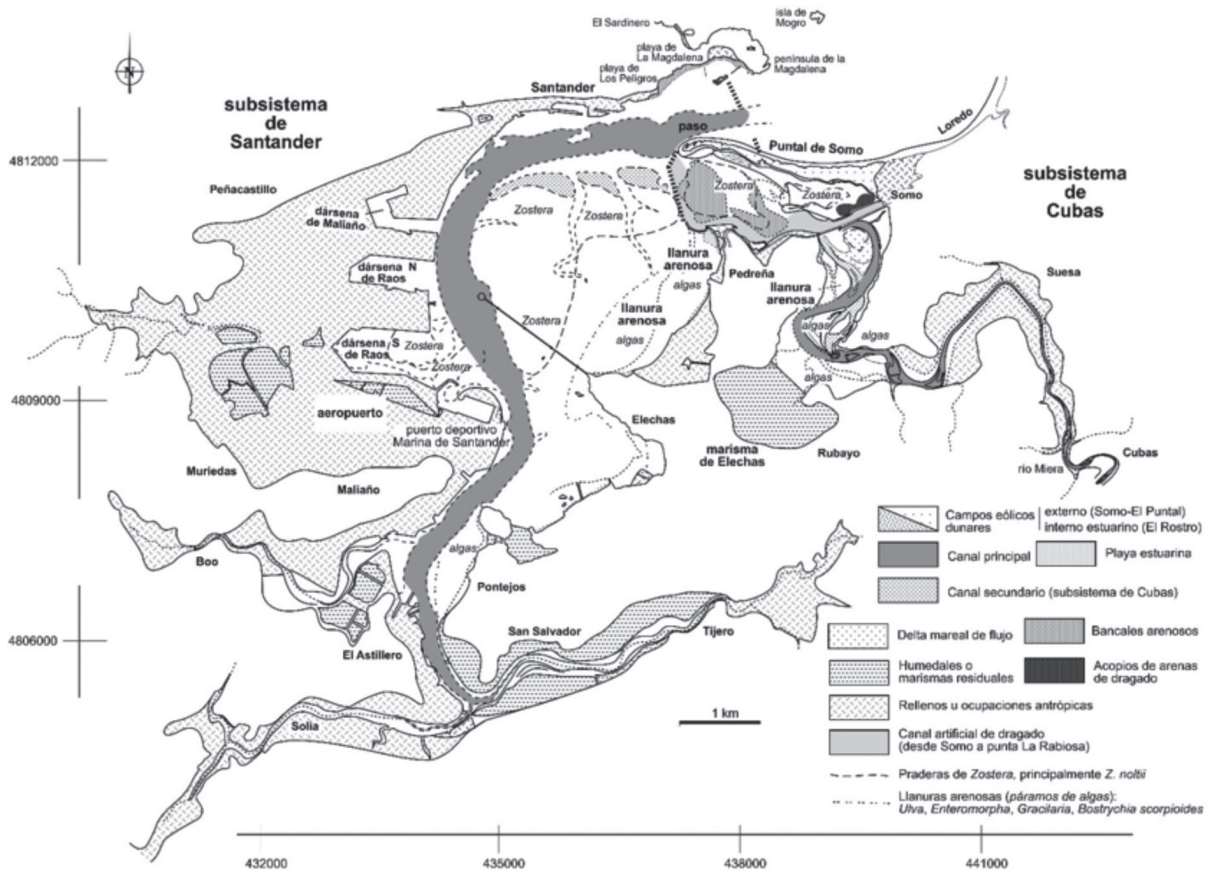 El Sardinero
isla de
Mogro
playa de
La Magdalena
península de la
Magdalena
playa de
Los Peligros
N
Santander
subsistema
de
Santander
paso
Loredo
Puntal de Somo
4812000
subsistema
de
Cubas
Peñacastillo
Zostera
Zostera
Somo
dársena
de Maliaño
Zostera
Zostera
llanura
arenosa
Pedreña
Suesa
dársena N
de Raos
algas
llanura
arenosa
llanura
arenosa
Zostera
algas
algas
algas
dársena S
de Raos
Zostera
Zostera
algas
4809000
aeropuerto
puerto deportivo
Marina de Santander
Elechas
marisma
de Elechas
Rubayo
Muriedas
Maliaño
río Miera
Cubas
Campos eólicos
dunares
externo (Somo-El Puntal)
interno estuarino (El Rostro)
Canal principal
Playa estuarina
Canal secundario (subsistema de Cubas)
algas
Boo
Pontejos
4806000
San Salvador
Tijero
El Astillero
Delta mareal de flujo
Bancales arenosos
Humedales o
marismas residuales
Acopios de arenas
de dragado
Rellenos u ocupaciones antrópicas
1 km
Solia
Canal artificial de dragado
(desde Somo a punta La Rabiosa)
Praderas de Zostera, principalmente Z. noltii
Llanuras arenosas (páramos de algas):
Ulva, Enteromorpha, Gracilaria, Bostrychia scorpioides
432000
435000
438000
441000